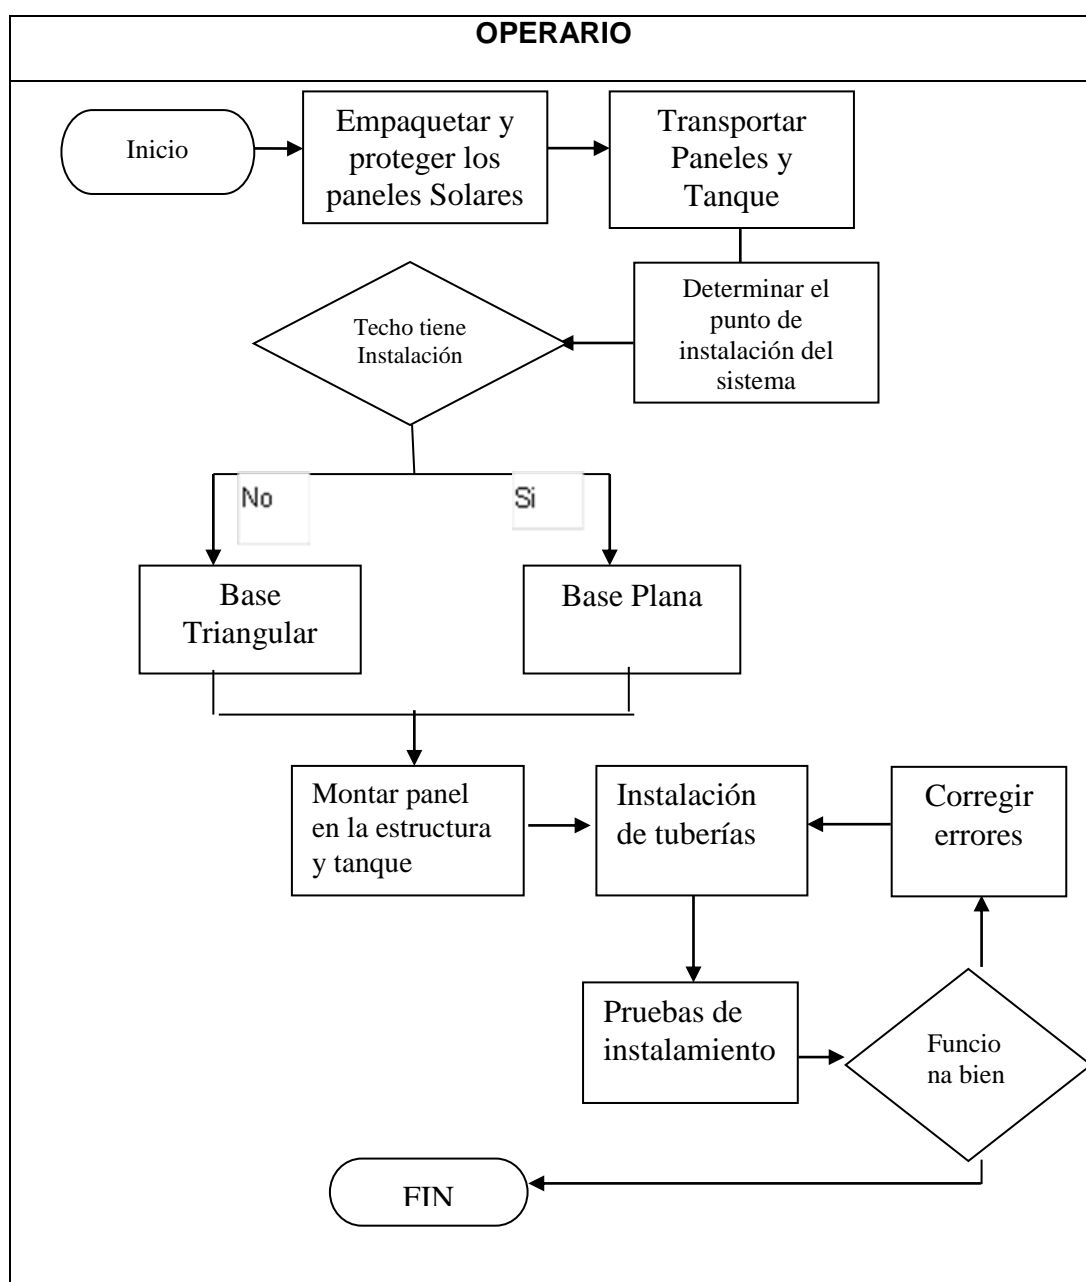 OPERARIO
Inicio
Empaquetar y
proteger los
paneles Solares
Transportar
Paneles y
Tanque
Determinar el
punto de
instalación del
sistema
Techo tiene
Instalación
No
Si
Base
Triangular
Base Plana
Montar panel
en la estructura
y tanque
Instalación
de tuberías
Corregir
errores
Pruebas de
instalamiento
Funcio
na bien
FIN